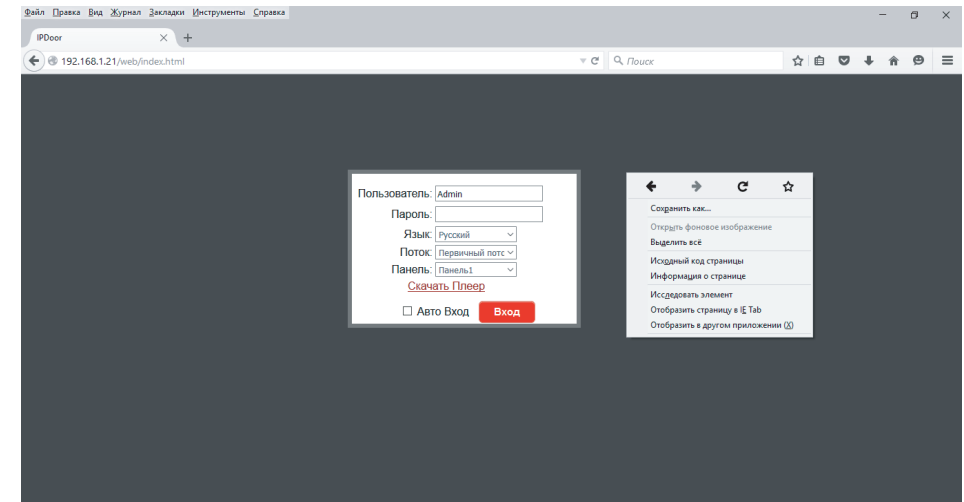 Файл Правка Вид Журнал Закладки Инструменты Справка
IPDoor
192.168.1.21/web/index.html
Поиск
Пользователь: Admin
Пароль:
Язык: Русский
Поток: Первичный потс
Панель: Панель1
Скачать Плеер
Авто Вход Вход
Сохранить как...
Открыть фоновое изображение
Выделить всё
Исходный код страницы
Информация о странице
Исследовать элемент
Отобразить страницу в IE Tab
Отобразить в другом приложении (X)